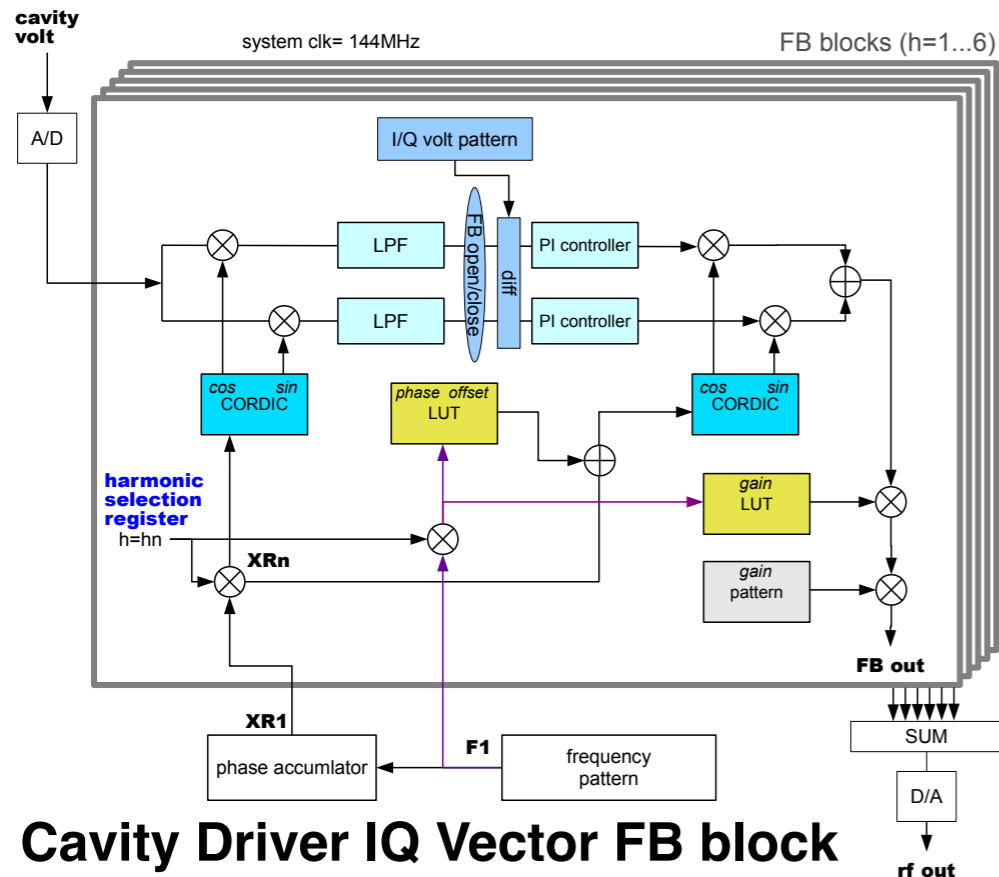 cavity
volt
system clk= 144MHz
FB blocks (h=1...6)
A/D
I/Q volt pattern
LPF
FB open/close
diff
PI controller
LPF
PI controller
cos sin
CORDIC
phase offset
LUT
cos sin
CORDIC
harmonic
selection
register
h=hn
gain
LUT
XRn
gain
pattern
FB out
XR1
F1
SUM
phase accumlator
frequency
pattern
D/A
Cavity Driver IQ Vector FB block
rf out